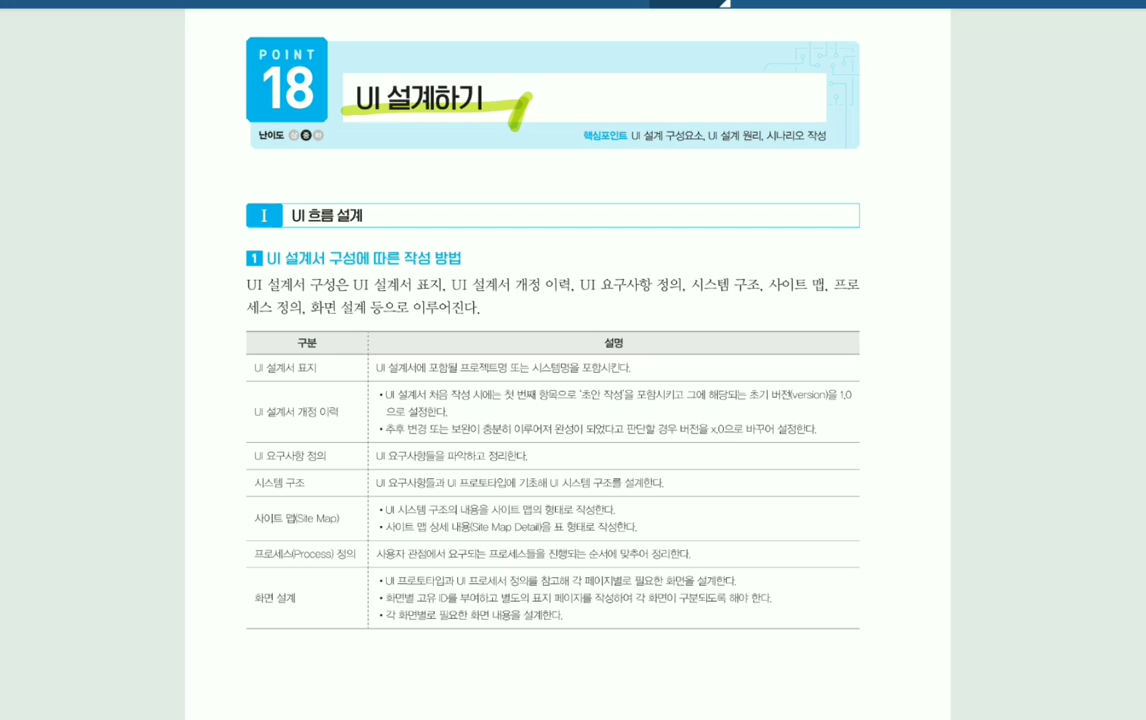 POINT
18
UI 설계하기
난이도 상 중 하
핵심포인트 UI 설계 구성요소, UI 설계 원리, 시나리오 작성
I UI 흐름 설계
1 UI 설계서 구성에 따른 작성 방법
UI 설계서 구성은 UI 설계서 표지, UI 설계서 개정 이력, UI 요구사항 정의, 시스템 구조, 사이트 맵, 프로
세스 정의, 화면 설계 등으로 이루어진다.
구분 설명
UI 설계서 표지 UI 설계서에 포함될 프로젝트명 또는 시스템명을 포함시킨다.
UI 설계서 개정 이력
• UI 설계서 처음 작성 시에는 첫 번째 항목으로 '초안 작성'을 포함시키고 그에 해당되는 초기 버전(version)을 1.0
으로 설정한다.
• 추후 변경 또는 보완이 충분히 이루어져 완성이 되었다고 판단할 경우 버전을 x.0으로 바꾸어 설정한다.
UI 요구사항 정의 UI 요구사항들을 파악하고 정리한다.
시스템 구조 UI 요구사항들과 UI 프로토타입에 기초해 UI 시스템 구조를 설계한다.
사이트 맵(Site Map)
• UI 시스템 구조의 내용을 사이트 맵의 형태로 작성한다.
• 사이트 맵 상세 내용(Site Map Detail)을 표 형태로 작성한다.
프로세스(Process) 정의 사용자 관점에서 요구되는 프로세스들을 진행되는 순서에 맞추어 정리한다.
화면 설계
• UI 프로토타입과 UI 프로세서 정의를 참고해 각 페이지별로 필요한 화면을 설계한다.
• 화면별 고유 ID를 부여하고 별도의 표지 페이지를 작성하여 각 화면이 구분되도록 해야 한다.
• 각 화면별로 필요한 화면 내용을 설계한다.